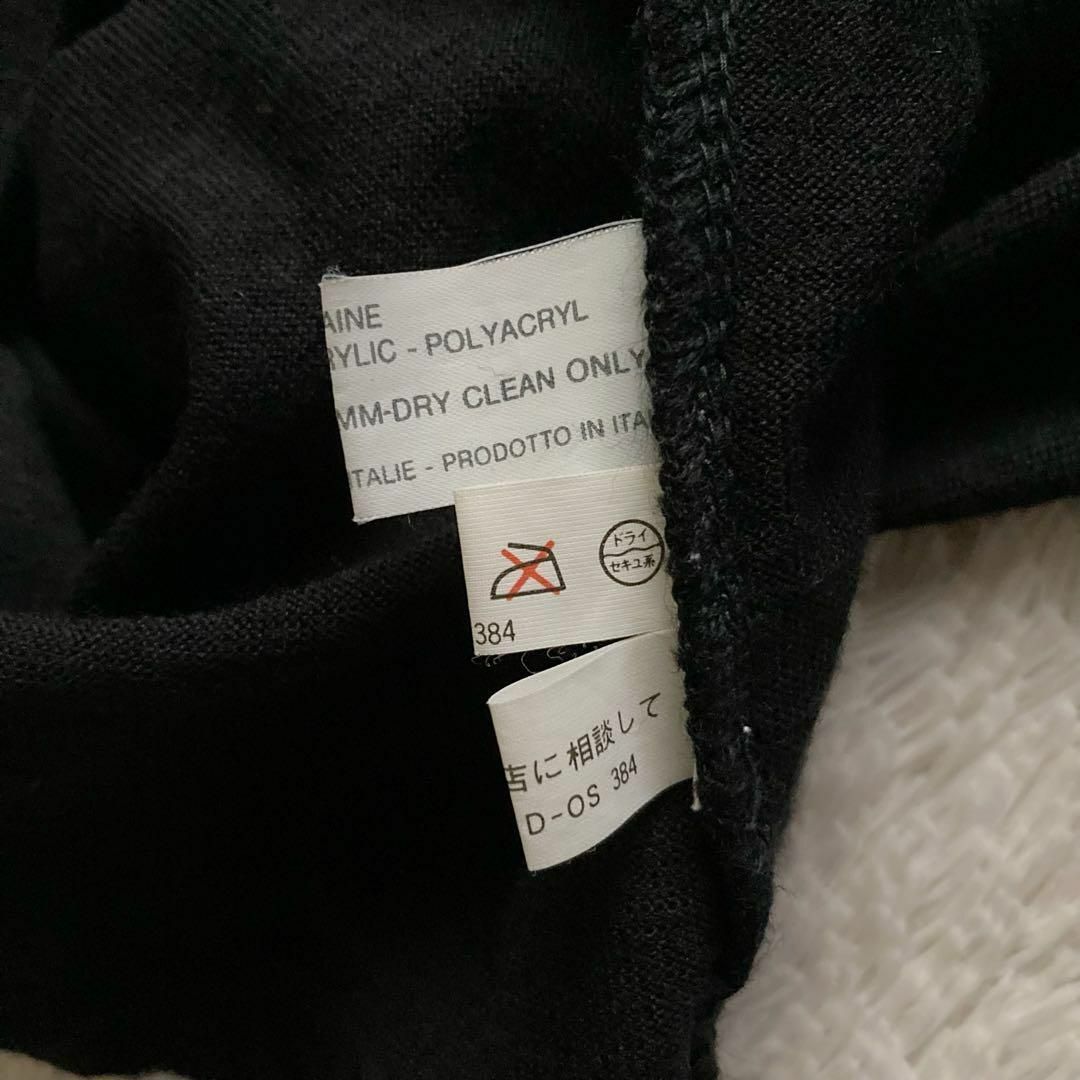 AINE
RYLIC - POLYACRYL
MM-DRY CLEAN ONLY
ITALIE - PRODOTTO IN ITA
ドライ
セキユ系
384
店に相談して
D-OS 384